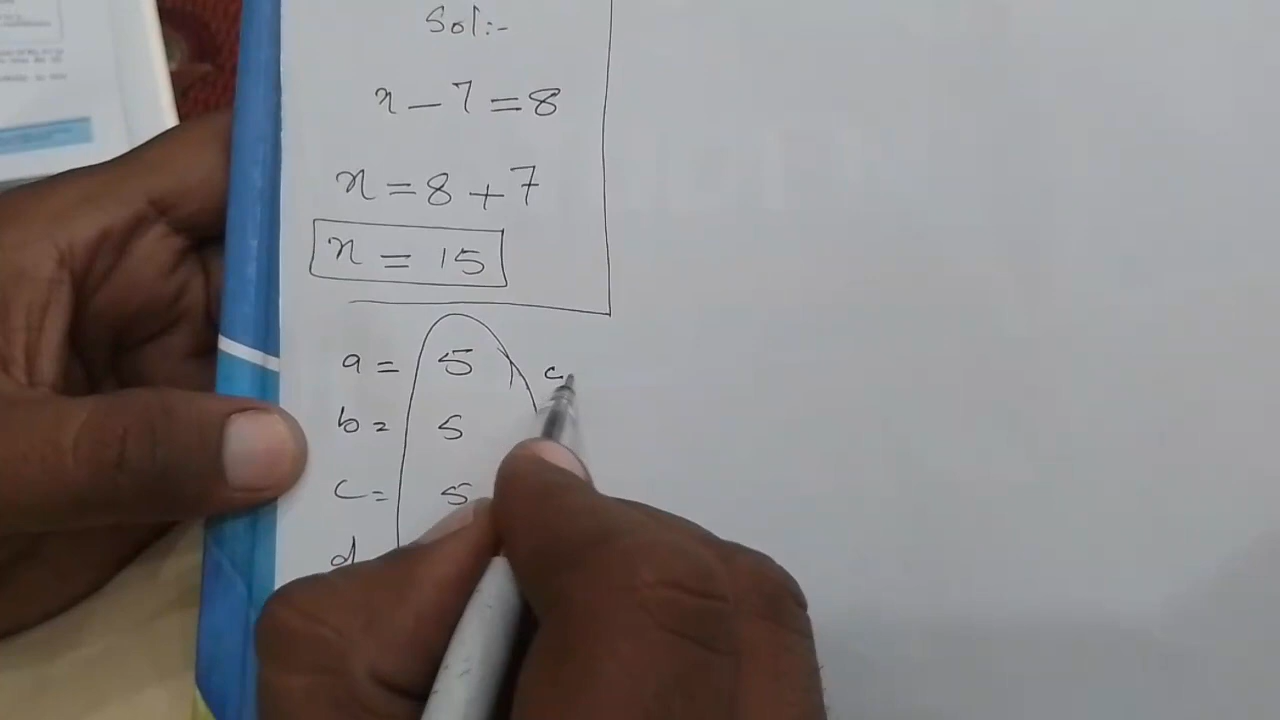 Sol:-
x - 7 = 8
x = 8 + 7
x = 15
a = 5
b = 5
c = 5
d